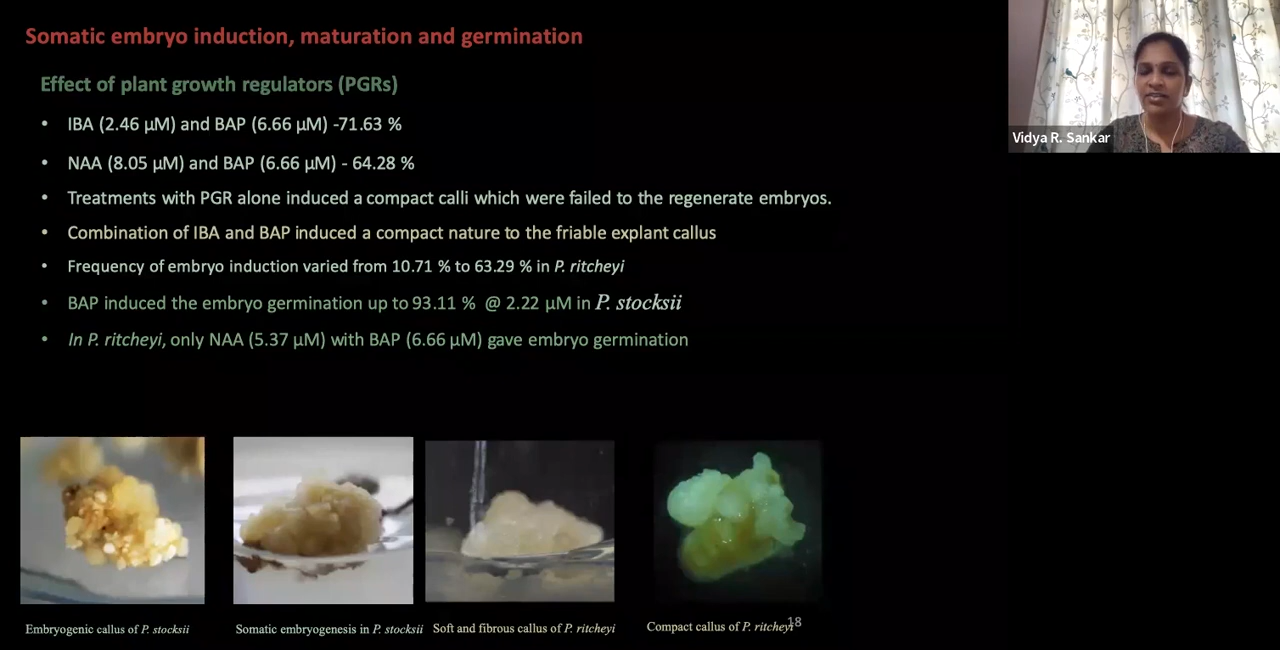 Somatic embryo induction, maturation and germination
Vidya R. Sankar
Effect of plant growth regulators (PGRs)
• IBA (2.46 µM) and BAP (6.66 µM) -71.63 %
• NAA (8.05 µM) and BAP (6.66 µM) - 64.28 %
• Treatments with PGR alone induced a compact calli which were failed to the regenerate embryos.
• Combination of IBA and BAP induced a compact nature to the friable explant callus
• Frequency of embryo induction varied from 10.71 % to 63.29 % in P. ritcheyi
• BAP induced the embryo germination up to 93.11 % @ 2.22 µM in P. stocksii
• In P. ritcheyi, only NAA (5.37 µM) with BAP (6.66 µM) gave embryo germination
Embryogenic callus of P. stocksii
Somatic embryogenesis in P. stocksii
Soft and fibrous callus of P. ritcheyi
Compact callus of P. ritcheyi
18